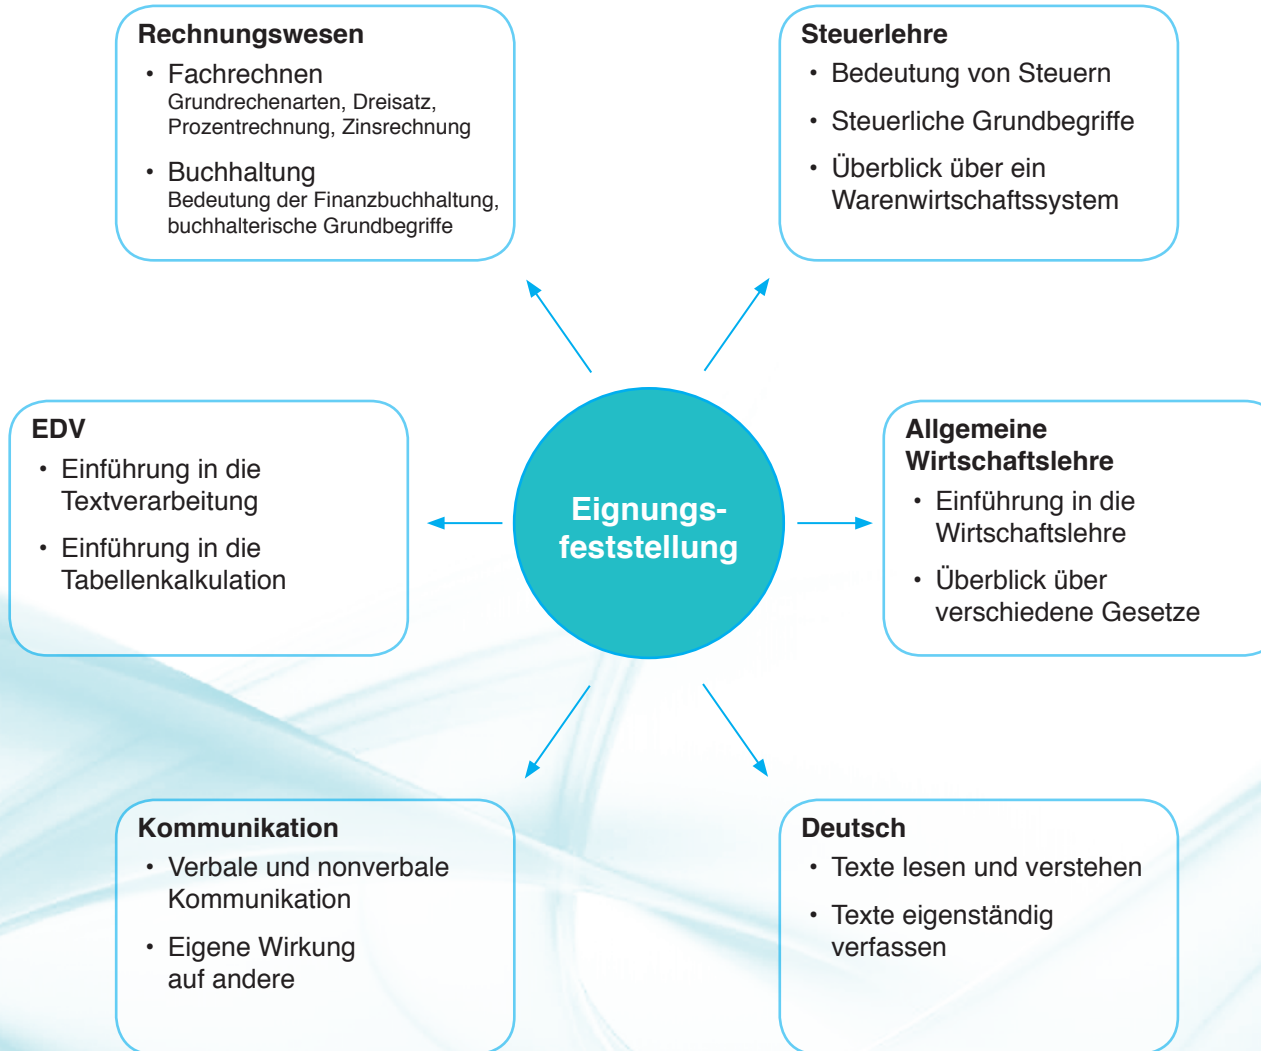 Rechnungswesen
• Fachrechnen
Grundrechenarten, Dreisatz,
Prozentrechnung, Zinsrechnung
• Buchhaltung
Bedeutung der Finanzbuchhaltung,
buchhalterische Grundbegriffe
Steuerlehre
• Bedeutung von Steuern
• Steuerliche Grundbegriffe
• Überblick über ein
Warenwirtschaftssystem
EDV
• Einführung in die
Textverarbeitung
• Einführung in die
Tabellenkalkulation
Eignungs-
feststellung
Allgemeine
Wirtschaftslehre
• Einführung in die
Wirtschaftslehre
• Überblick über
verschiedene Gesetze
Kommunikation
• Verbale und nonverbale
Kommunikation
• Eigene Wirkung
auf andere
Deutsch
• Texte lesen und verstehen
• Texte eigenständig
verfassen